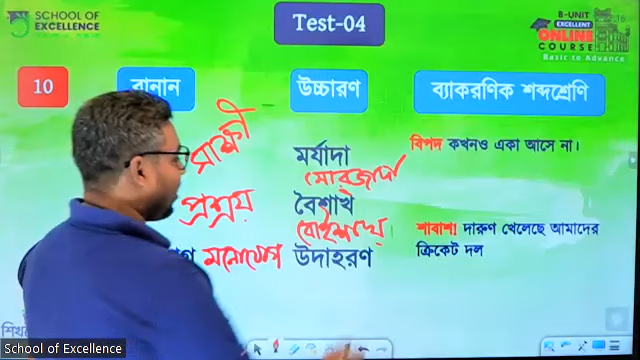 SCHOOL OF
EXCELLENCE
Test-04
B-UNIT
EXCELLENT
ONLINE
COURSE
Basic to Advance
10
বানান
উচ্চারণ
ব্যাকরণিক শব্দশ্রেণি
সাক্ষী
মর্যাদা
মোর্‌জাদা
বিপদ কখনও একা আসে না।
প্রশ্রয়
বৈশাখ
বোইশাখ্
শাবাশ! দারুণ খেলেছে আমাদের
ক্রিকেট দল
মনোযোগ
উদাহরণ
School of Excellence